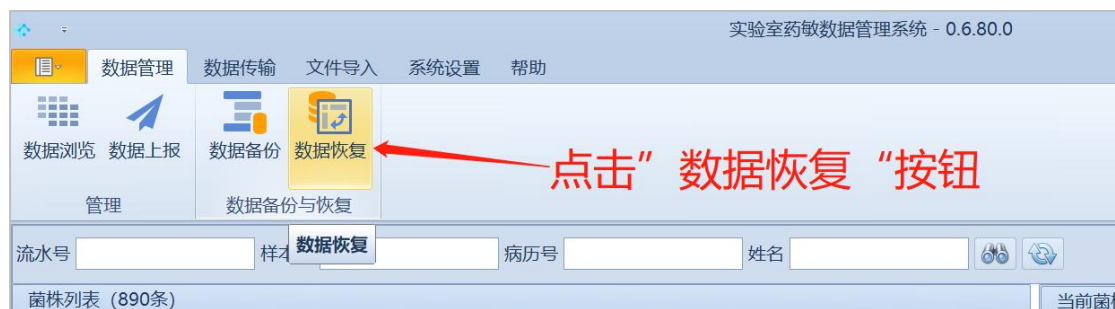 实验室药敏数据管理系统 - 0.6.80.0
数据管理 数据传输 文件导入 系统设置 帮助
数据浏览 数据上报 数据备份 数据恢复
点击”数据恢复“按钮
管理 数据备份与恢复
数据恢复
流水号 样本 病历号 姓名
菌株列表（890条） 当前菌株